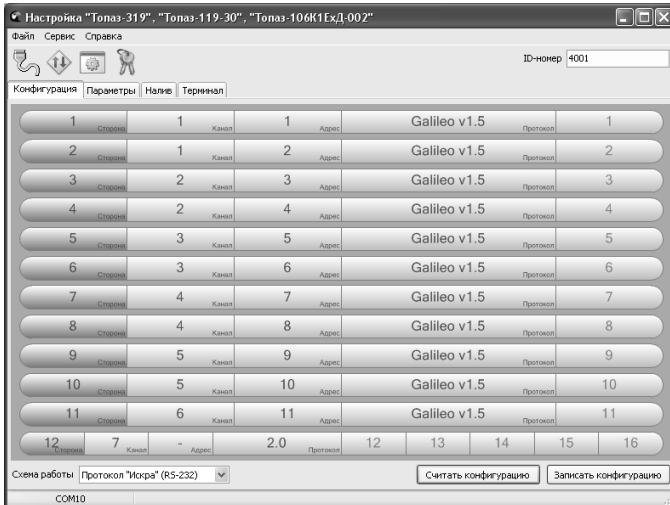 Настройка "Топаз-319", "Топаз-119-30", "Топаз-106К1ЕхД-002"
Файл Сервис Справка
ID-номер 4001
Конфигурация Параметры Налив Терминал
1 Сторона 1 Канал 1 Адрес Galileo v1.5 Протокол 1
2 Сторона 1 Канал 2 Адрес Galileo v1.5 Протокол 2
3 Сторона 2 Канал 3 Адрес Galileo v1.5 Протокол 3
4 Сторона 2 Канал 4 Адрес Galileo v1.5 Протокол 4
5 Сторона 3 Канал 5 Адрес Galileo v1.5 Протокол 5
6 Сторона 3 Канал 6 Адрес Galileo v1.5 Протокол 6
7 Сторона 4 Канал 7 Адрес Galileo v1.5 Протокол 7
8 Сторона 4 Канал 8 Адрес Galileo v1.5 Протокол 8
9 Сторона 5 Канал 9 Адрес Galileo v1.5 Протокол 9
10 Сторона 5 Канал 10 Адрес Galileo v1.5 Протокол 10
11 Сторона 6 Канал 11 Адрес Galileo v1.5 Протокол 11
12 Сторона 7 Канал - Адрес 2.0 Протокол 12 13 14 15 16
Схема работы Протокол "Искра" (RS-232) Считать конфигурацию Записать конфигурацию
COM10